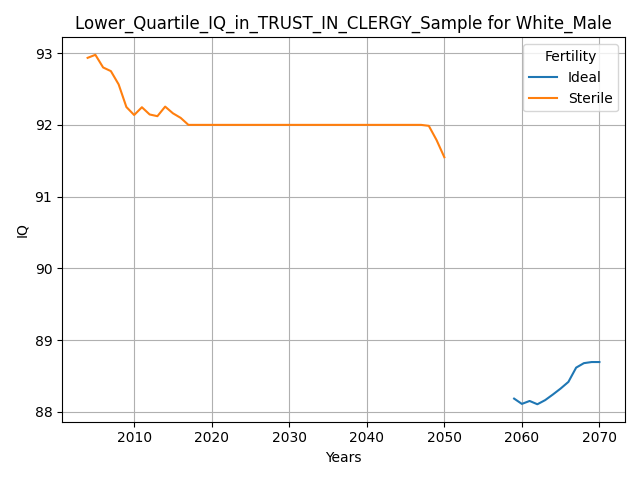 Lower_Quartile_IQ_in_TRUST_IN_CLERGY_Sample for White_Male
Fertility
Ideal
Sterile
93
92
91
90
89
88
IQ
2010 2020 2030 2040 2050 2060 2070
Years